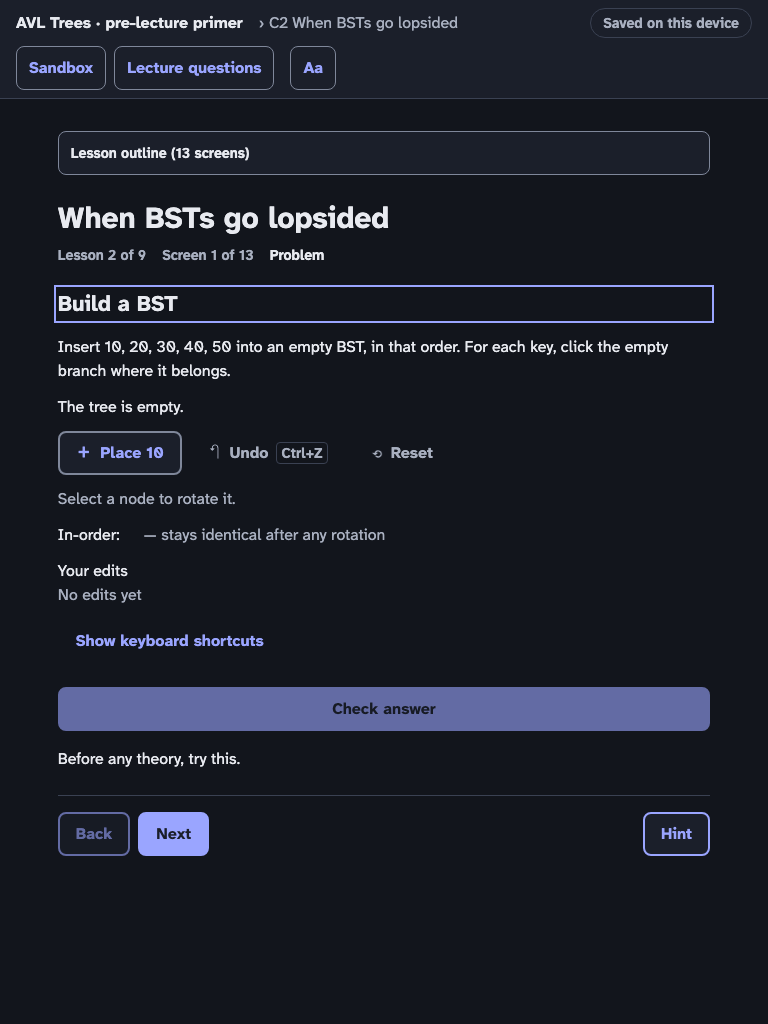 AVL Trees · pre-lecture primer › C2 When BSTs go lopsided Saved on this device
Sandbox Lecture questions Aa
Lesson outline (13 screens)
When BSTs go lopsided
Lesson 2 of 9 Screen 1 of 13 Problem
Build a BST
Insert 10, 20, 30, 40, 50 into an empty BST, in that order. For each key, click the empty
branch where it belongs.
The tree is empty.
+ Place 10 Undo Ctrl+Z Reset
Select a node to rotate it.
In-order: — stays identical after any rotation
Your edits
No edits yet
Show keyboard shortcuts
Check answer
Before any theory, try this.
Back Next Hint